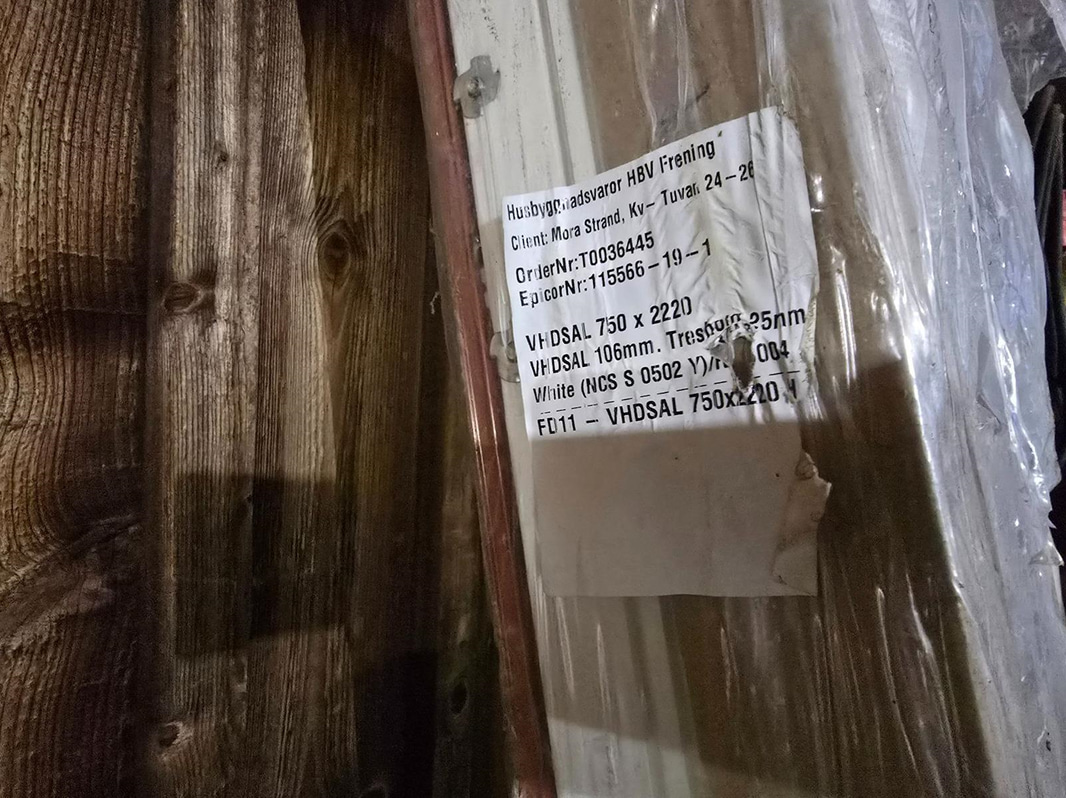 Husbyggnadsvaror HBV Frening
Client: Mora Strand, Kv- Tuvan 24-26
OrderNr:T0036445
EpicorNr:115566-19-1
VHDSAL 750 x 2220
VHDSAL 106mm. 25mm
White (NCS S 0502 Y)/ 004
FD11 - VHDSAL 750x2220